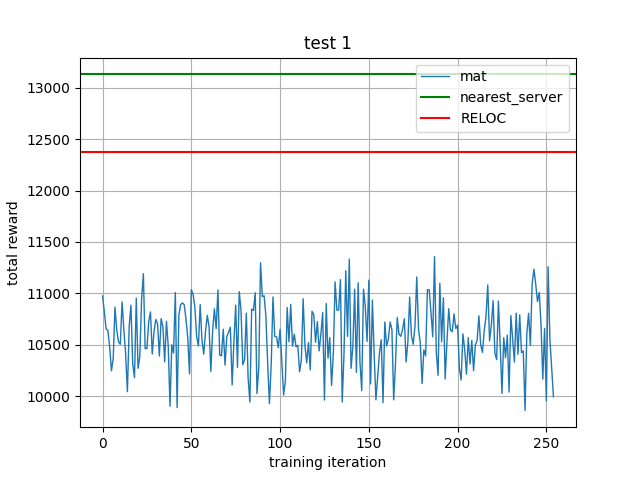 test 1
mat
nearest_server
RELOC
total reward
13000
12500
12000
11500
11000
10500
10000
0 50 100 150 200 250
training iteration